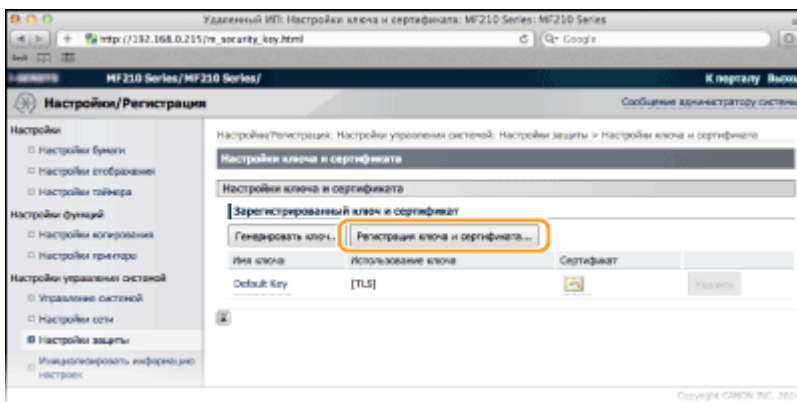 Удаленный ИП: Настройки ключа и сертификата: MF210 Series: MF210 Series
http://192.168.0.215/m_security_key.html
Google
MF210 Series/MF210 Series/
К порталу
Настройки/Регистрация
Сообщение администратору системы
Настройки
Настройки бумаги
Настройки отображения
Настройки таймера
Настройки функций
Настройки копирования
Настройки принтера
Настройки управления системой
Управление системой
Настройки сети
Настройки защиты
Инициализировать информацию
настроек
Настройки/Регистрация: Настройки управления системой: Настройки защиты > Настройки ключа и сертификата
Настройки ключа и сертификата
Настройки ключа и сертификата
Зарегистрированный ключ и сертификат
Генерировать ключ...
Регистрация ключа и сертификата...
Имя ключа Использование ключа Сертификат
Default Key [TLS] Удалить
Copyright CANON INC.